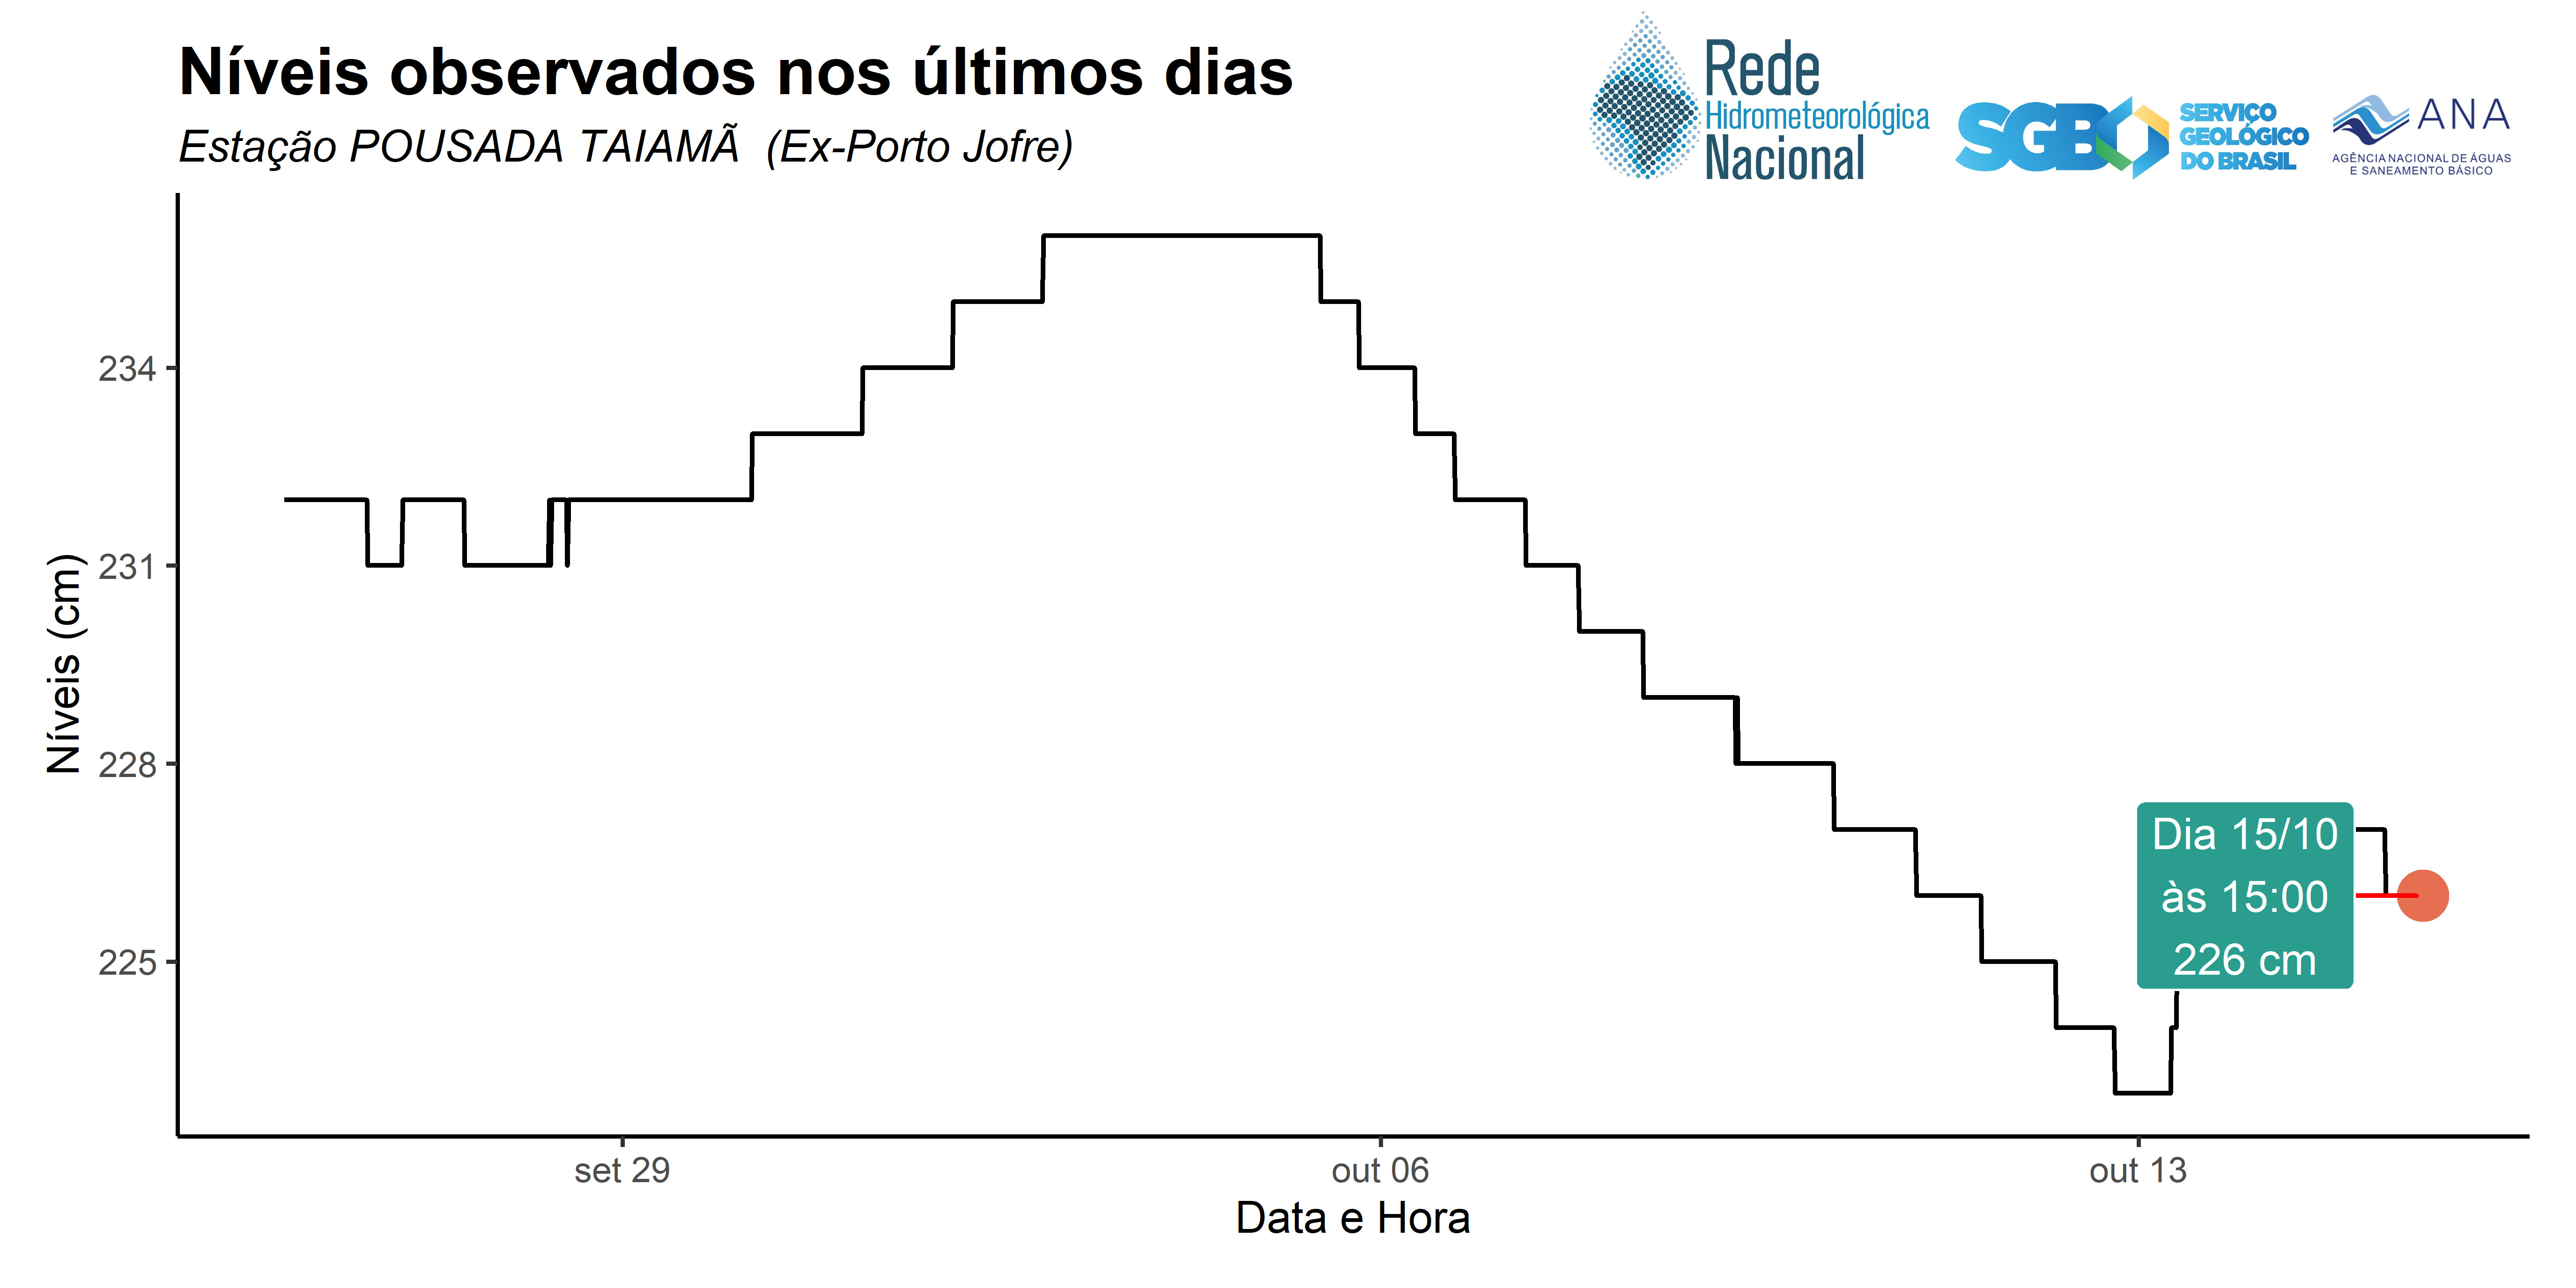 Níveis observados nos últimos dias
Estação POUSADA TAIAMÃ (Ex-Porto Jofre)
Rede
Hidrometeorológica
Nacional
SGB
SERVIÇO
GEOLÓGICO
DO BRASIL
ANA
AGÊNCIA NACIONAL DE ÁGUAS
E SANEAMENTO BÁSICO
Níveis (cm)
234
231
228
225
Dia 15/10
às 15:00
226 cm
set 29
out 06
out 13
Data e Hora